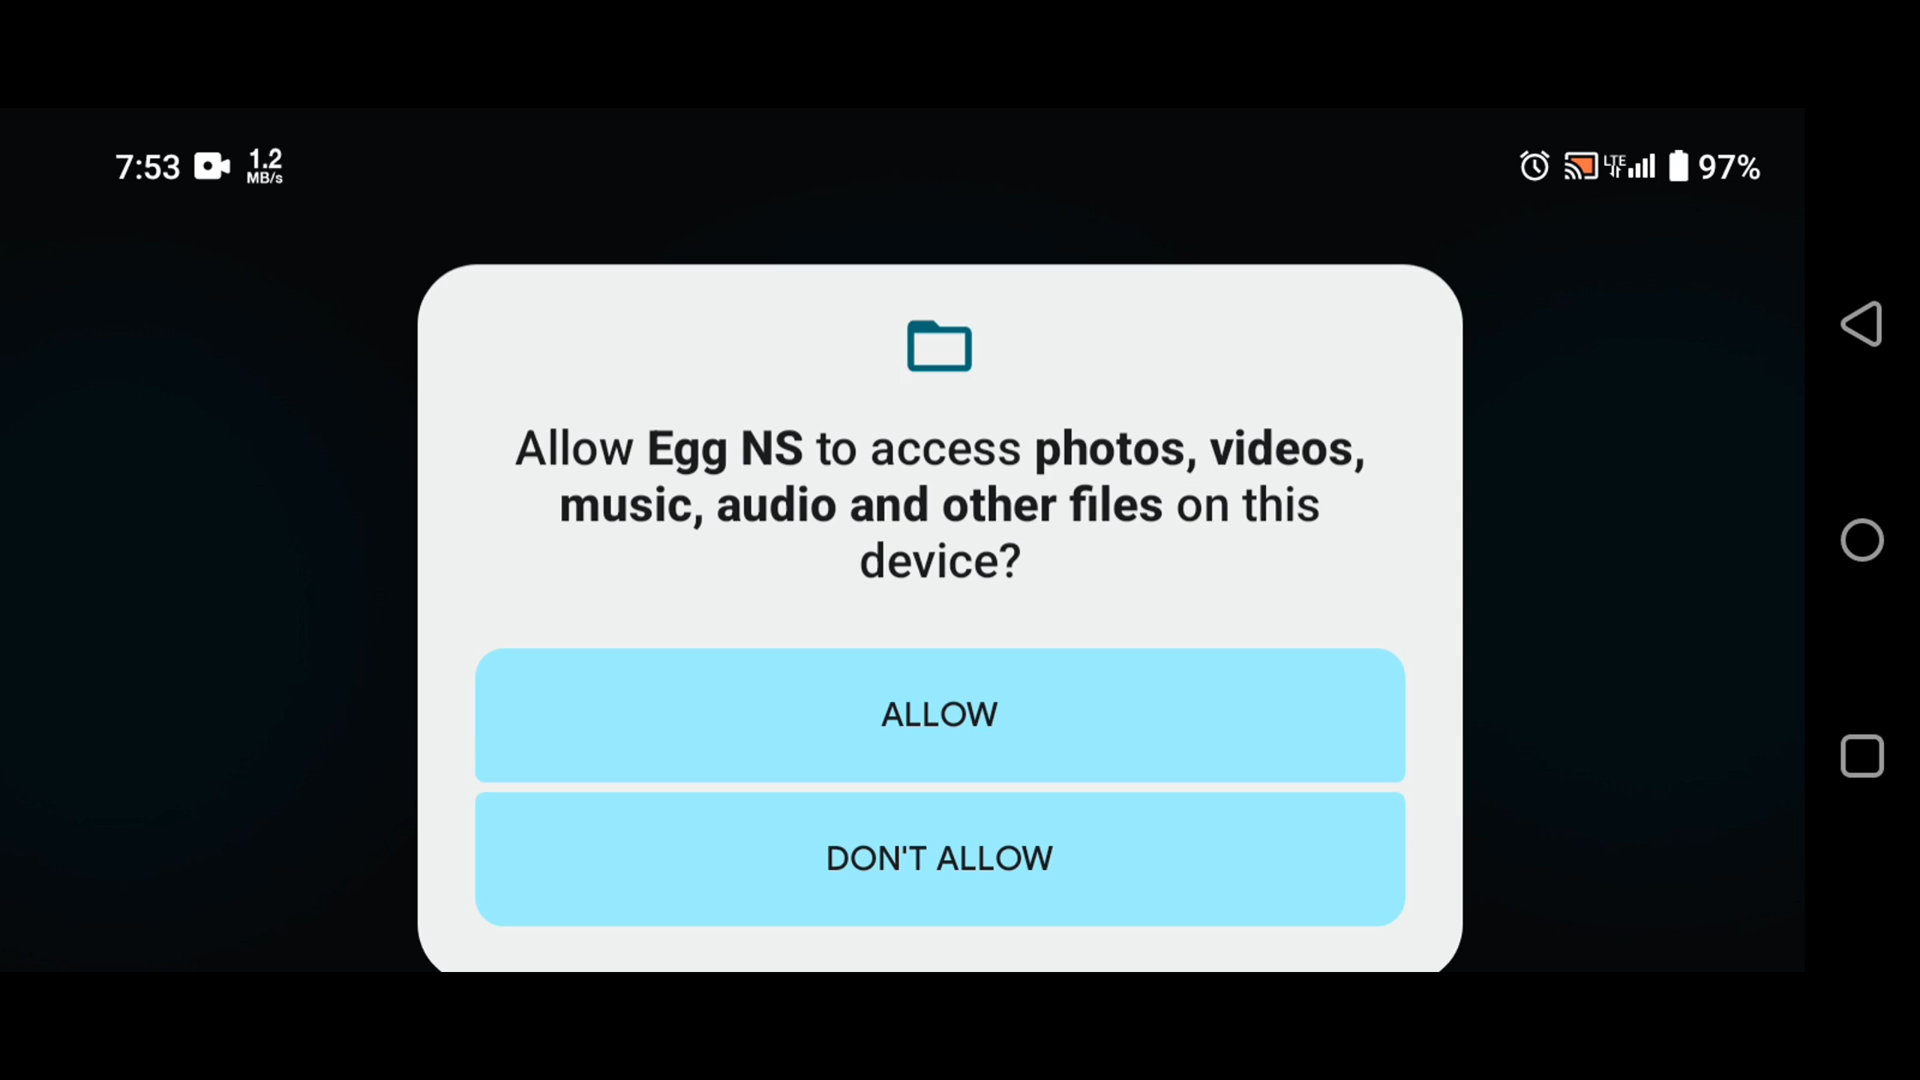 7:53 1.2 MB/s LTE 97%
Allow Egg NS to access photos, videos,
music, audio and other files on this
device?
ALLOW
DON'T ALLOW